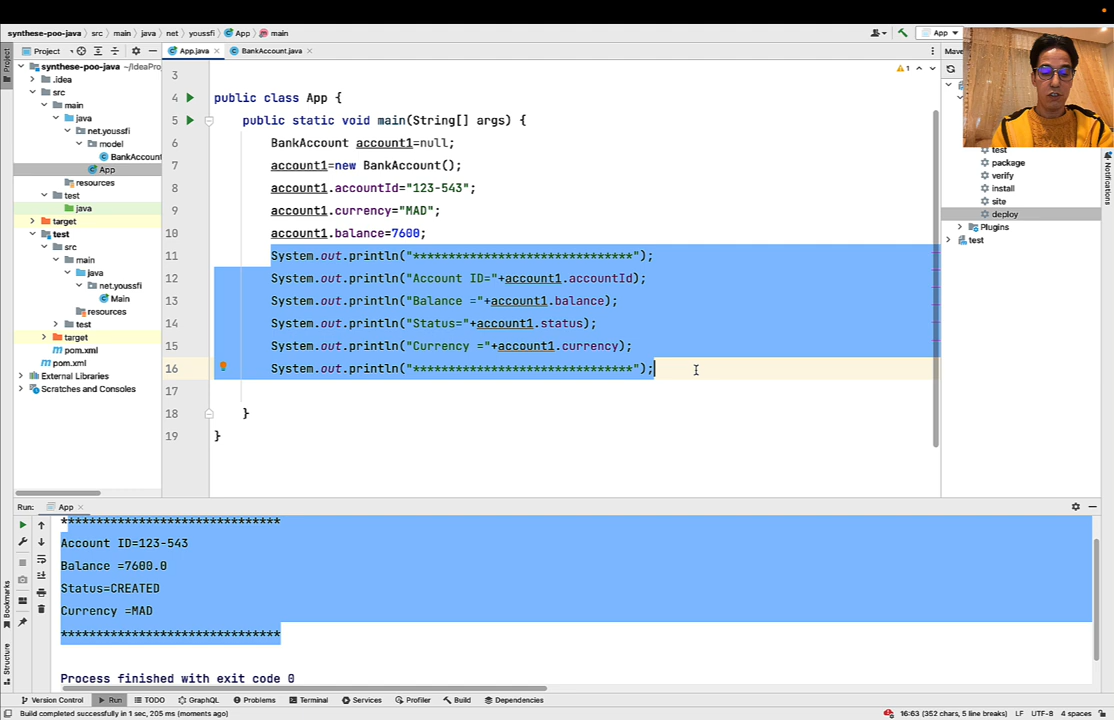 synthese-poo-java > src > main > java > net > youssfi > App > main
App
Project
App.java
BankAccount.java
synthese-poo-java ~/IdeaPro
.idea
src
main
java
net.youssfi
model
BankAccount
App
resources
test
java
target
test
src
main
java
net.youssfi
Main
resources
test
target
pom.xml
pom.xml
External Libraries
Scratches and Consoles
3
4 public class App {
5 public static void main(String[] args) {
6 BankAccount account1=null;
7 account1=new BankAccount();
8 account1.accountId="123-543";
9 account1.currency="MAD";
10 account1.balance=7600;
11 System.out.println("*******************************");
12 System.out.println("Account ID="+account1.accountId);
13 System.out.println("Balance ="+account1.balance);
14 System.out.println("Status="+account1.status);
15 System.out.println("Currency ="+account1.currency);
16 System.out.println("*******************************");
17
18 }
19 }
1
Mave
test
package
verify
install
site
deploy
Plugins
test
Notifications
Project
Bookmarks
Structure
Run: App
*******************************
Account ID=123-543
Balance =7600.0
Status=CREATED
Currency =MAD
*******************************
Process finished with exit code 0
Version Control Run TODO GraphQL Problems Terminal Services Profiler Build Dependencies
Build completed successfully in 1 sec, 205 ms (moments ago)
16:63 (352 chars, 5 line breaks) LF UTF-8 4 spaces